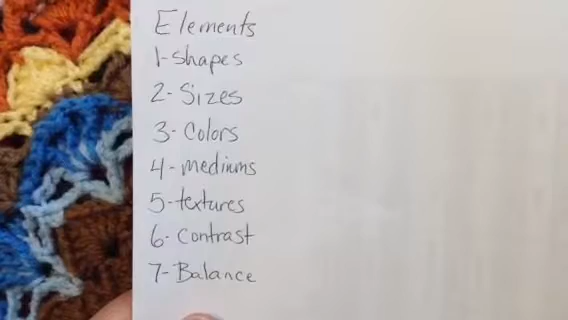 Elements
1-shapes
2-Sizes
3-Colors
4-mediums
5-textures
6-Contrast
7-Balance